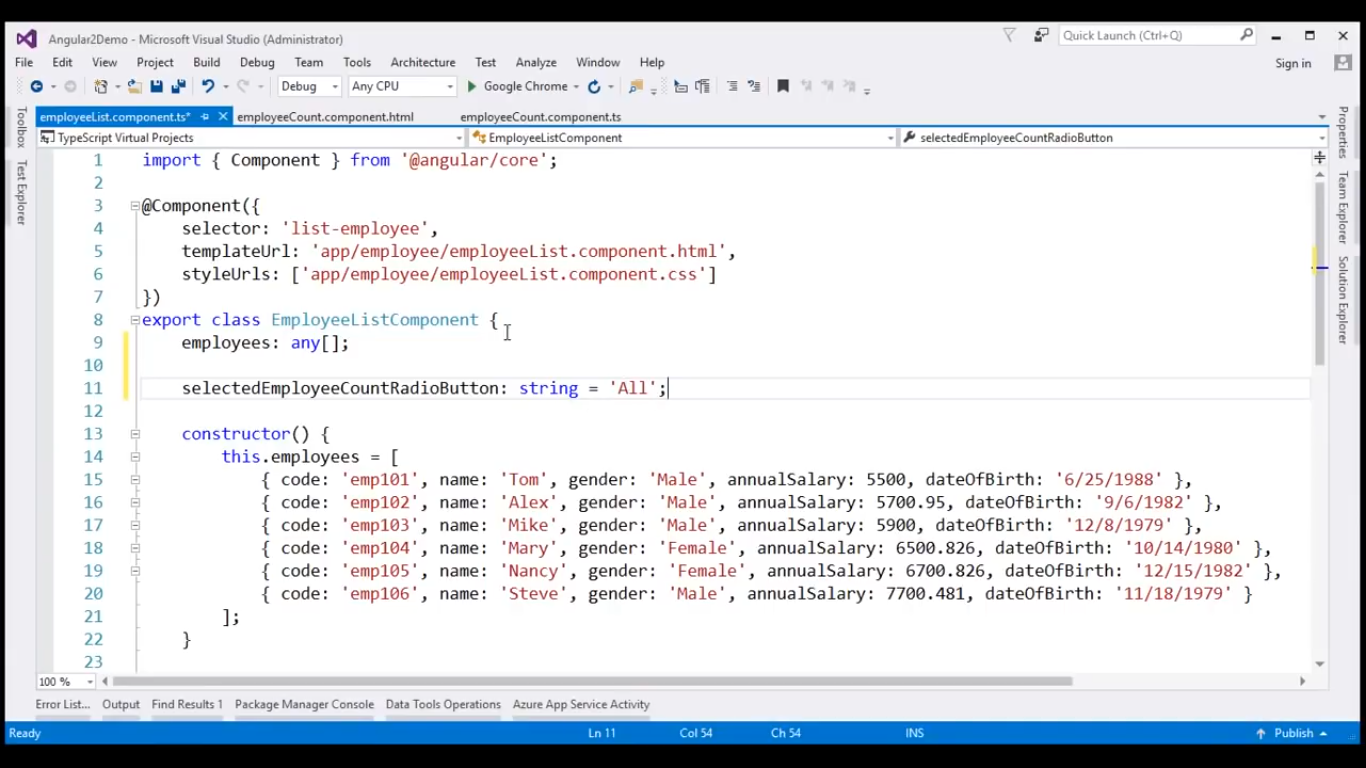 Angular2Demo - Microsoft Visual Studio (Administrator)
Quick Launch (Ctrl+Q)
File Edit View Project Build Debug Team Tools Architecture Test Analyze Window Help
Sign in
Debug Any CPU Google Chrome
employeeList.component.ts* employeeCount.component.html employeeCount.component.ts
TypeScript Virtual Projects EmployeeListComponent selectedEmployeeCountRadioButton
Toolbox
Test Explorer
Properties
Team Explorer
Solution Explorer
1 import { Component } from '@angular/core';
2
3 @Component({
4 selector: 'list-employee',
5 templateUrl: 'app/employee/employeeList.component.html',
6 styleUrls: ['app/employee/employeeList.component.css']
7 })
8 export class EmployeeListComponent {
9 employees: any[];
10
11 selectedEmployeeCountRadioButton: string = 'All';
12
13 constructor() {
14 this.employees = [
15 { code: 'emp101', name: 'Tom', gender: 'Male', annualSalary: 5500, dateOfBirth: '6/25/1988' },
16 { code: 'emp102', name: 'Alex', gender: 'Male', annualSalary: 5700.95, dateOfBirth: '9/6/1982' },
17 { code: 'emp103', name: 'Mike', gender: 'Male', annualSalary: 5900, dateOfBirth: '12/8/1979' },
18 { code: 'emp104', name: 'Mary', gender: 'Female', annualSalary: 6500.826, dateOfBirth: '10/14/1980' },
19 { code: 'emp105', name: 'Nancy', gender: 'Female', annualSalary: 6700.826, dateOfBirth: '12/15/1982' },
20 { code: 'emp106', name: 'Steve', gender: 'Male', annualSalary: 7700.481, dateOfBirth: '11/18/1979' }
21 ];
22 }
23
100 %
Error List... Output Find Results 1 Package Manager Console Data Tools Operations Azure App Service Activity
Ready Ln 11 Col 54 Ch 54 INS Publish